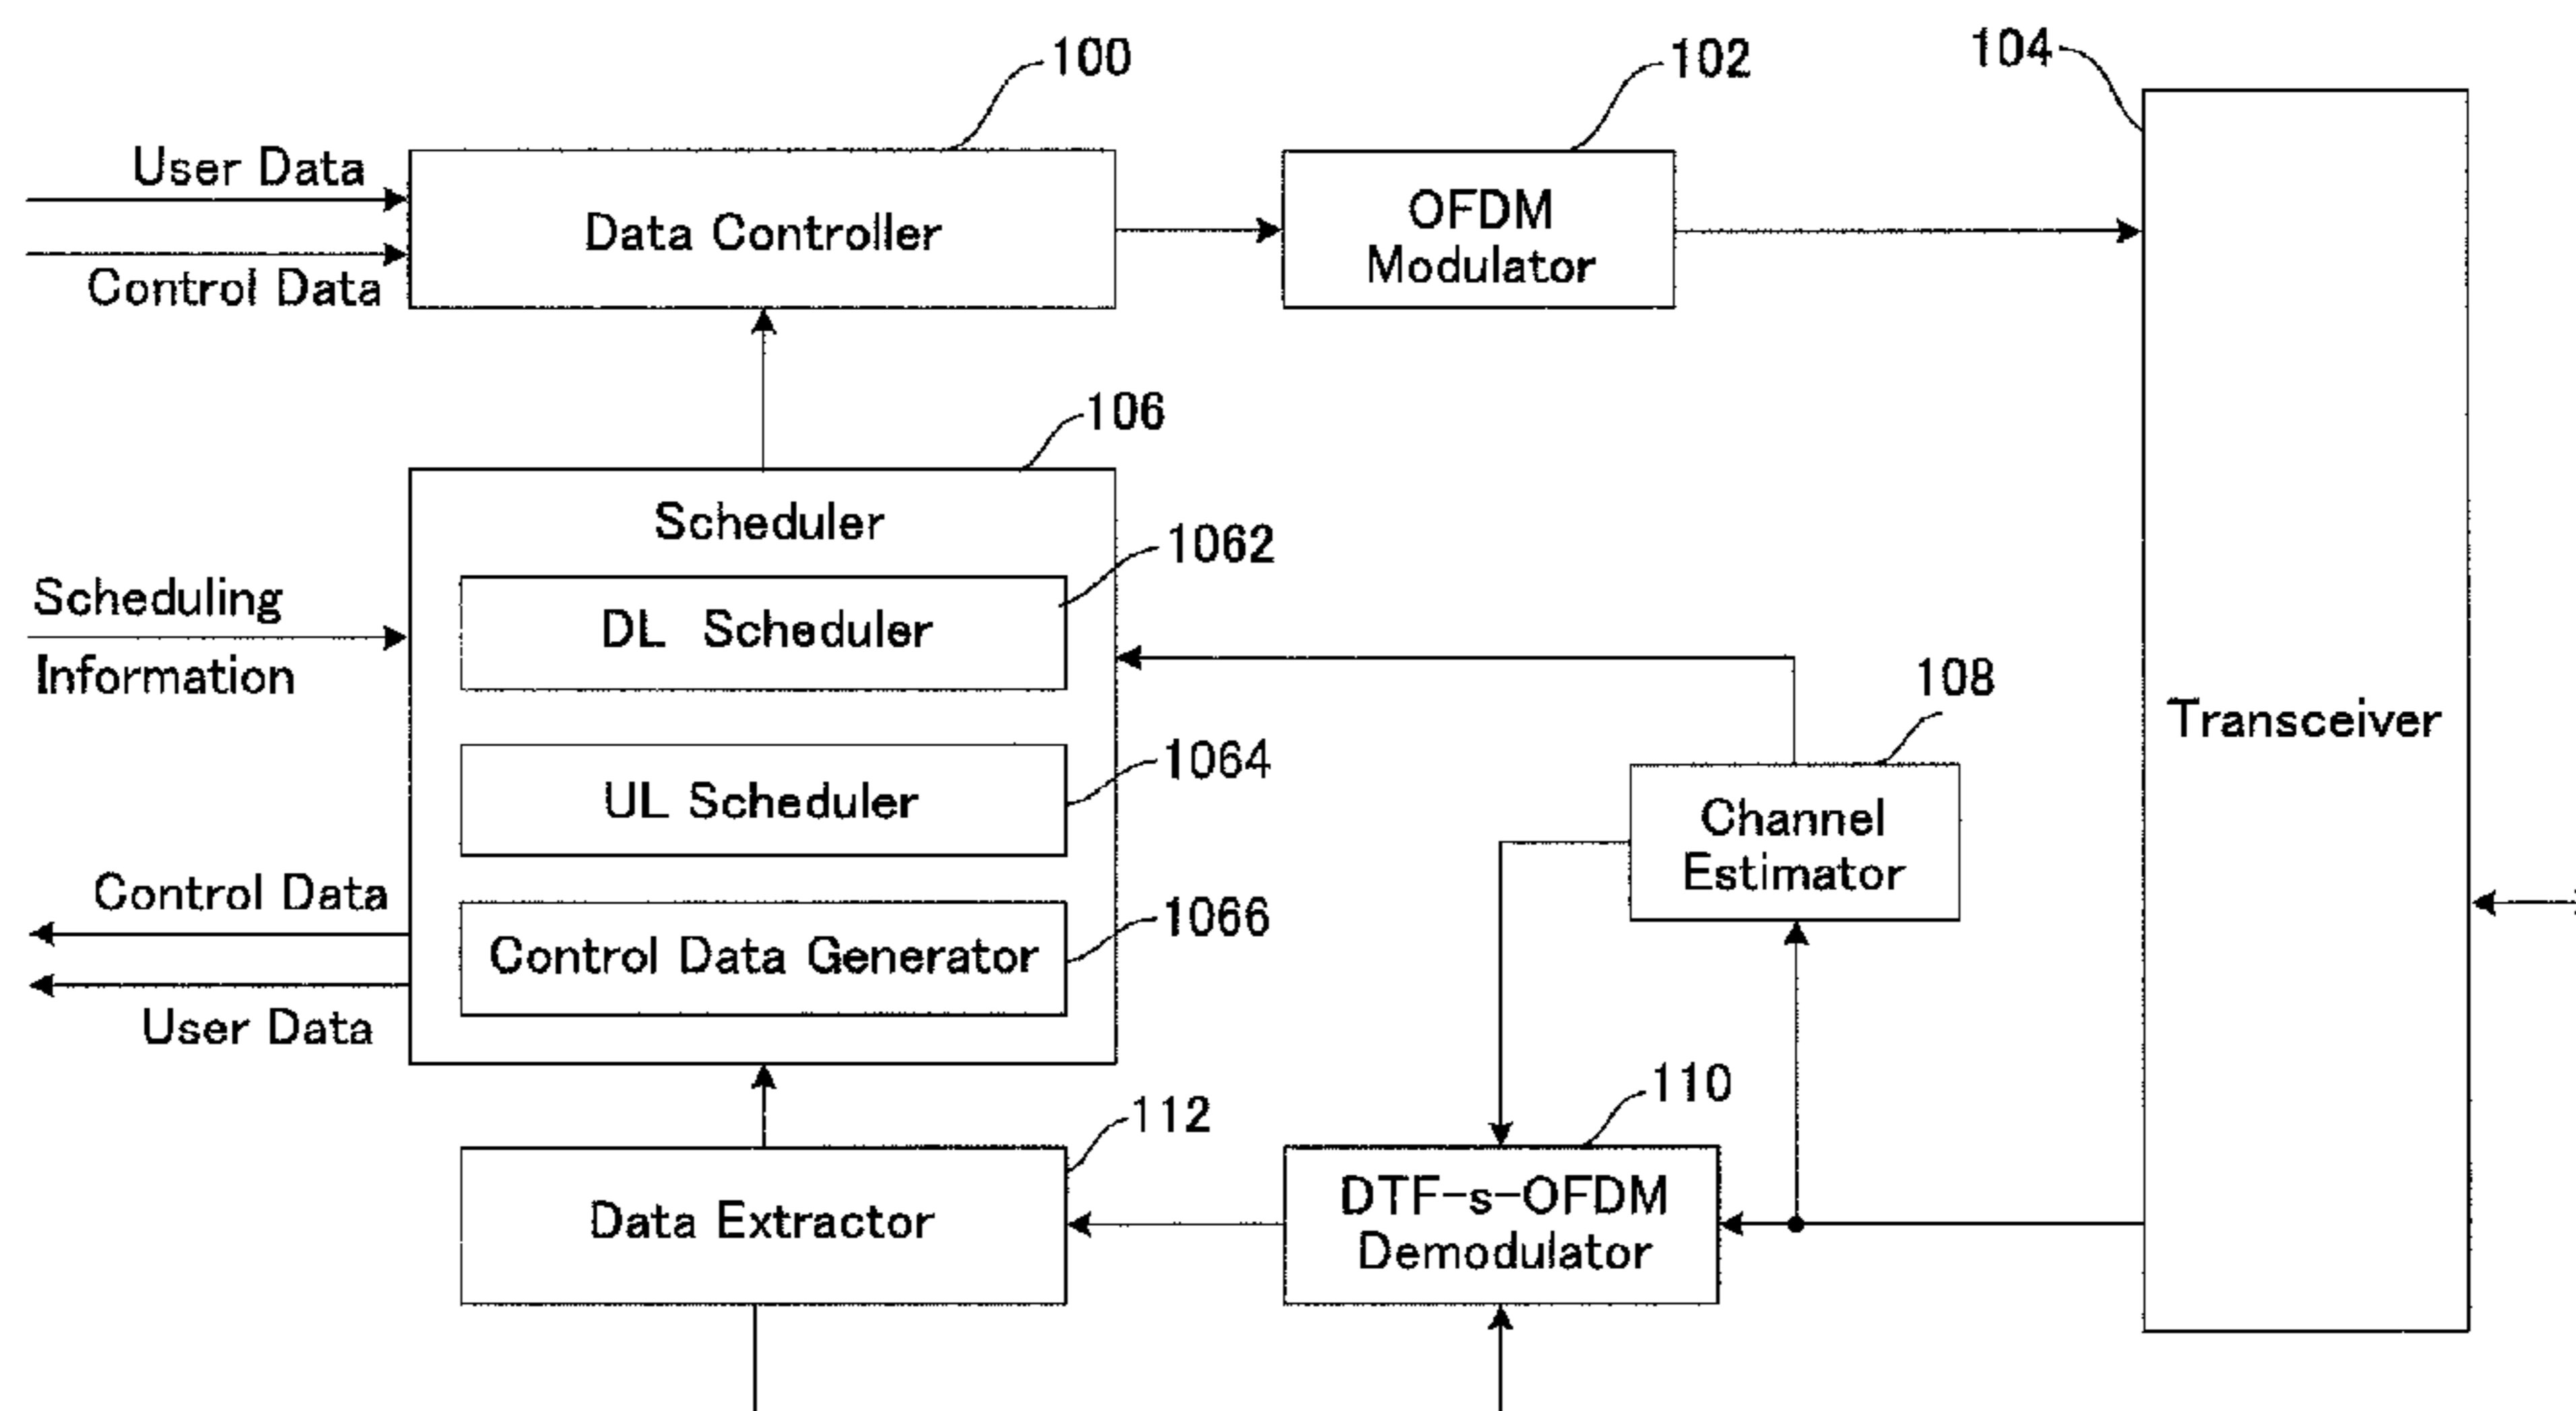 100
102
104
User Data
Data Controller
OFDM
Modulator
Control Data
106
Scheduler
1062
Scheduling
DL Scheduler
Information
108
Transceiver
1064
UL Scheduler
Channel
Estimator
Control Data
1066
Control Data Generator
User Data
110
112
DTF-s-OFDM
Data Extractor
Demodulator